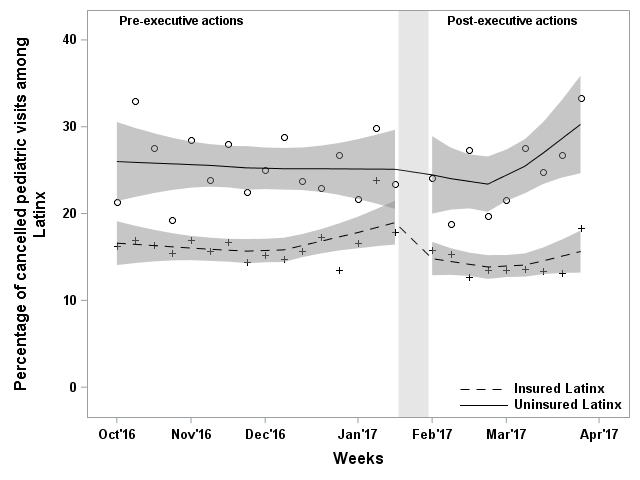 Pre-executive actions
Post-executive actions
Percentage of cancelled pediatric visits among
Latinx
40
30
20
10
0
Insured Latinx
Uninsured Latinx
Oct'16
Nov'16
Dec'16
Jan'17
Feb'17
Mar'17
Apr'17
Weeks